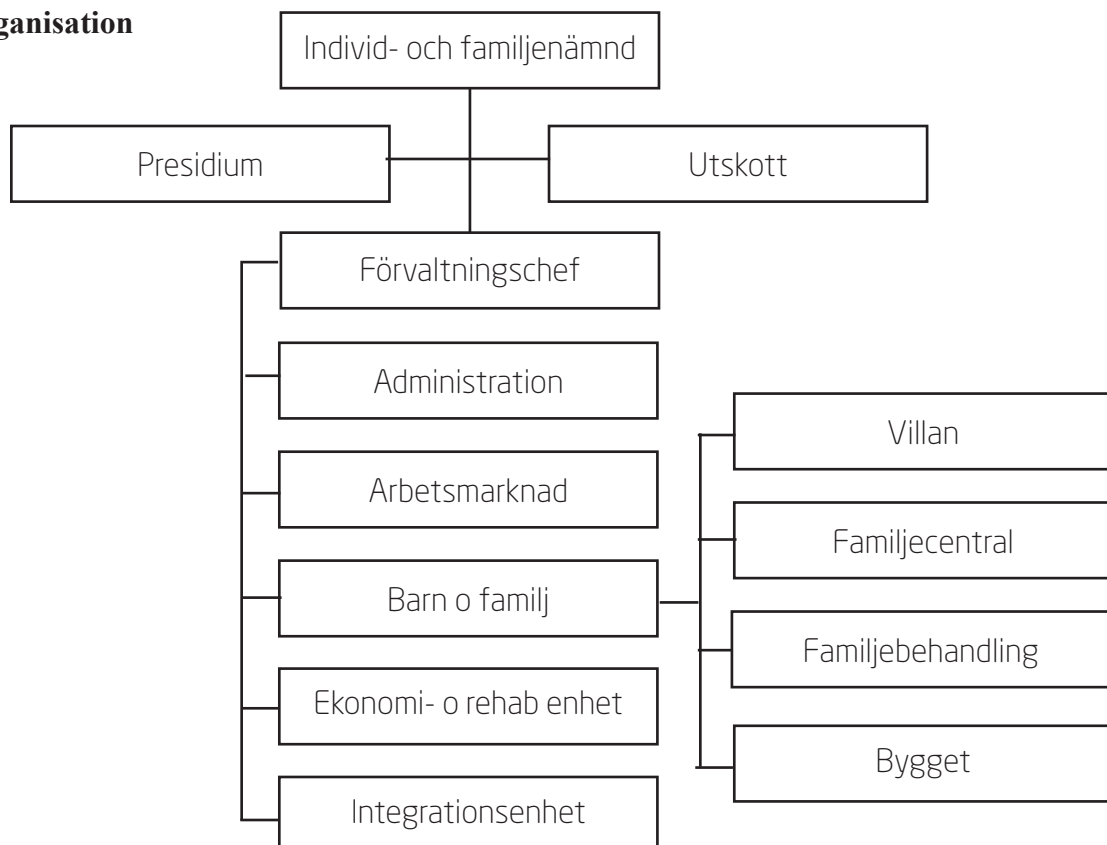 ganisation
Individ- och familjenämnd
Presidium
Utskott
Förvaltningschef
Administration
Arbetsmarknad
Barn o familj
Ekonomi- o rehab enhet
Integrationsenhet
Villan
Familjecentral
Familjebehandling
Bygget